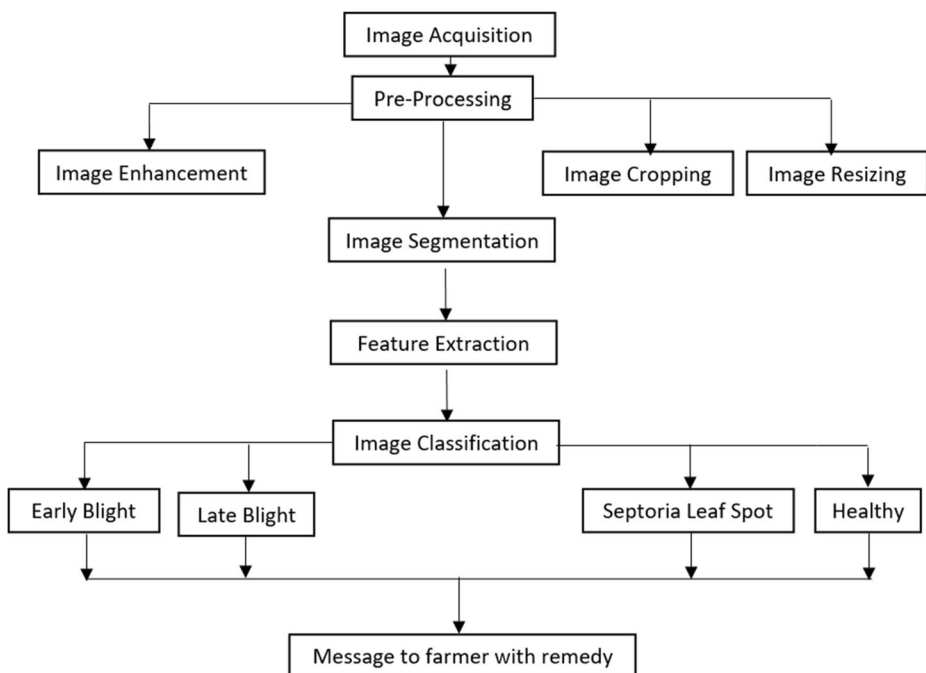 Image Acquisition
Pre-Processing
Image Enhancement
Image Cropping
Image Resizing
Image Segmentation
Feature Extraction
Image Classification
Early Blight
Late Blight
Septoria Leaf Spot
Healthy
Message to farmer with remedy